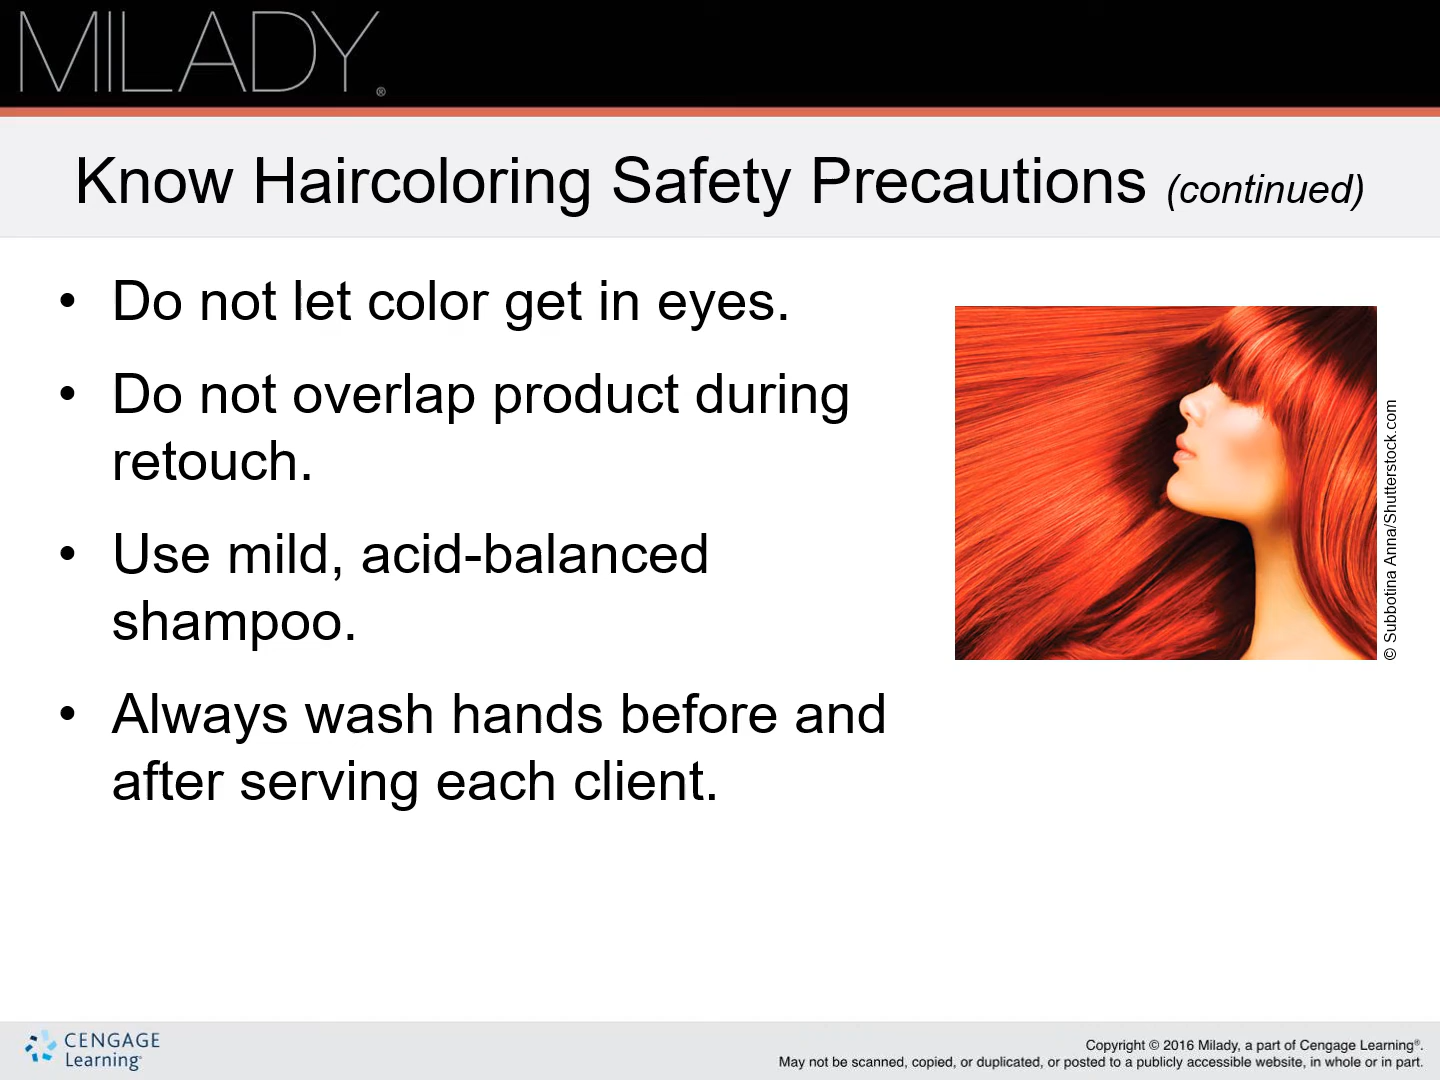 MILADY®
Know Haircoloring Safety Precautions (continued)
• Do not let color get in eyes.
• Do not overlap product during
retouch.
• Use mild, acid-balanced
shampoo.
• Always wash hands before and
after serving each client.
© Subbotina Anna/Shutterstock.com
CENGAGE
Learning®
Copyright © 2016 Milady, a part of Cengage Learning®.
May not be scanned, copied, or duplicated, or posted to a publicly accessible website, in whole or in part.